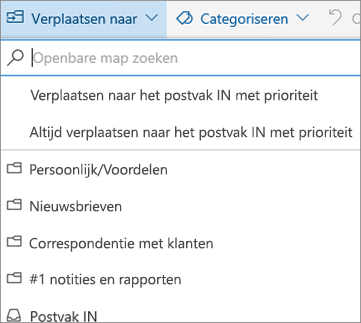 Verplaatsen naar Categoriseren
Openbare map zoeken
Verplaatsen naar het postvak IN met prioriteit
Altijd verplaatsen naar het postvak IN met prioriteit
Persoonlijk/Voordelen
Nieuwsbrieven
Correspondentie met klanten
#1 notities en rapporten
Postvak IN